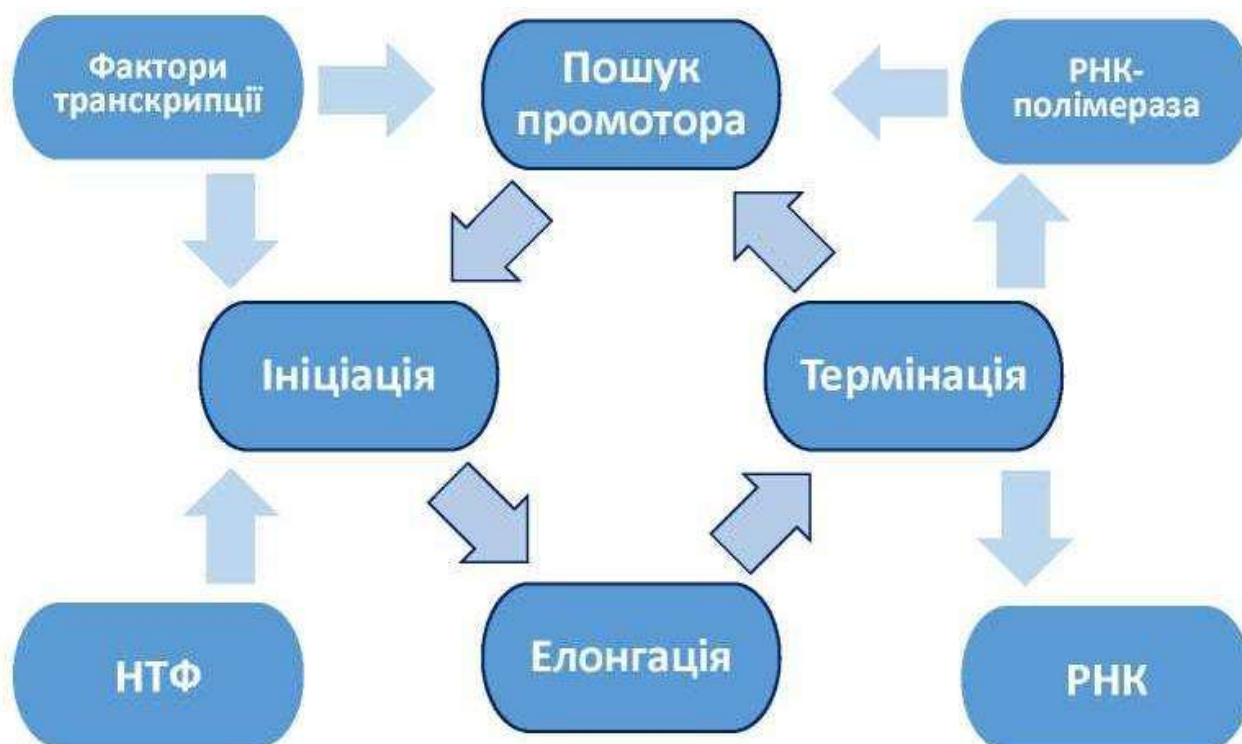 Фактори
транскрипції
Пошук
промотора
РНК-
полімераза
Ініціація
Термінація
НТФ
Елонгація
РНК